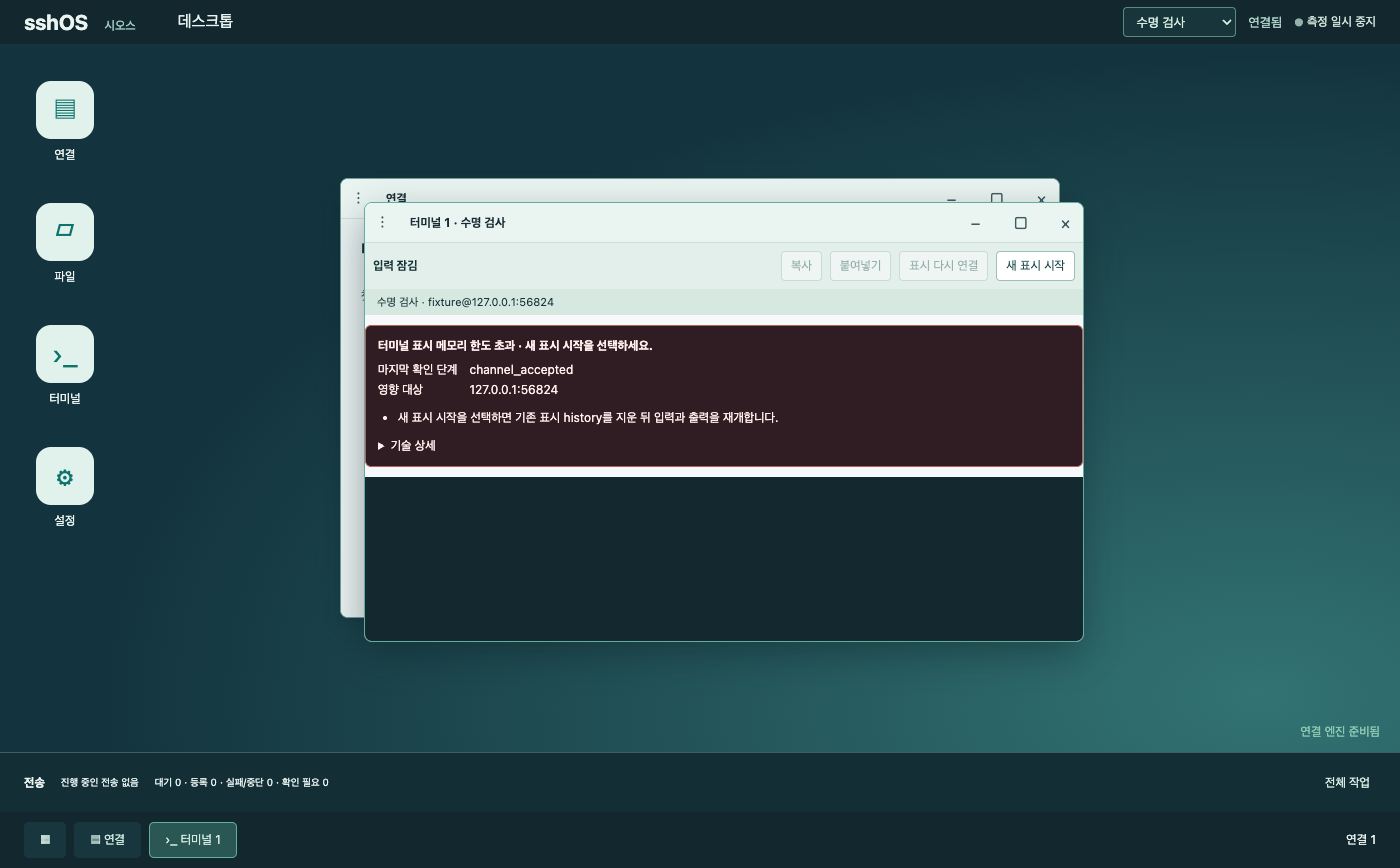 sshOS 시오스 데스크톱 수명 검사 연결됨 측정 일시 중지
연결
파일
터미널
설정
연결
터미널 1 · 수명 검사
입력 잠김 복사 붙여넣기 표시 다시 연결 새 표시 시작
수명 검사 · fixture@127.0.0.1:56824
터미널 표시 메모리 한도 초과 · 새 표시 시작을 선택하세요.
마지막 확인 단계 channel_accepted
영향 대상 127.0.0.1:56824
• 새 표시 시작을 선택하면 기존 표시 history를 지운 뒤 입력과 출력을 재개합니다.
▶ 기술 상세
연결 엔진 준비됨
전송 진행 중인 전송 없음 대기 0 · 등록 0 · 실패/중단 0 · 확인 필요 0 전체 작업
연결 ›_ 터미널 1 연결 1